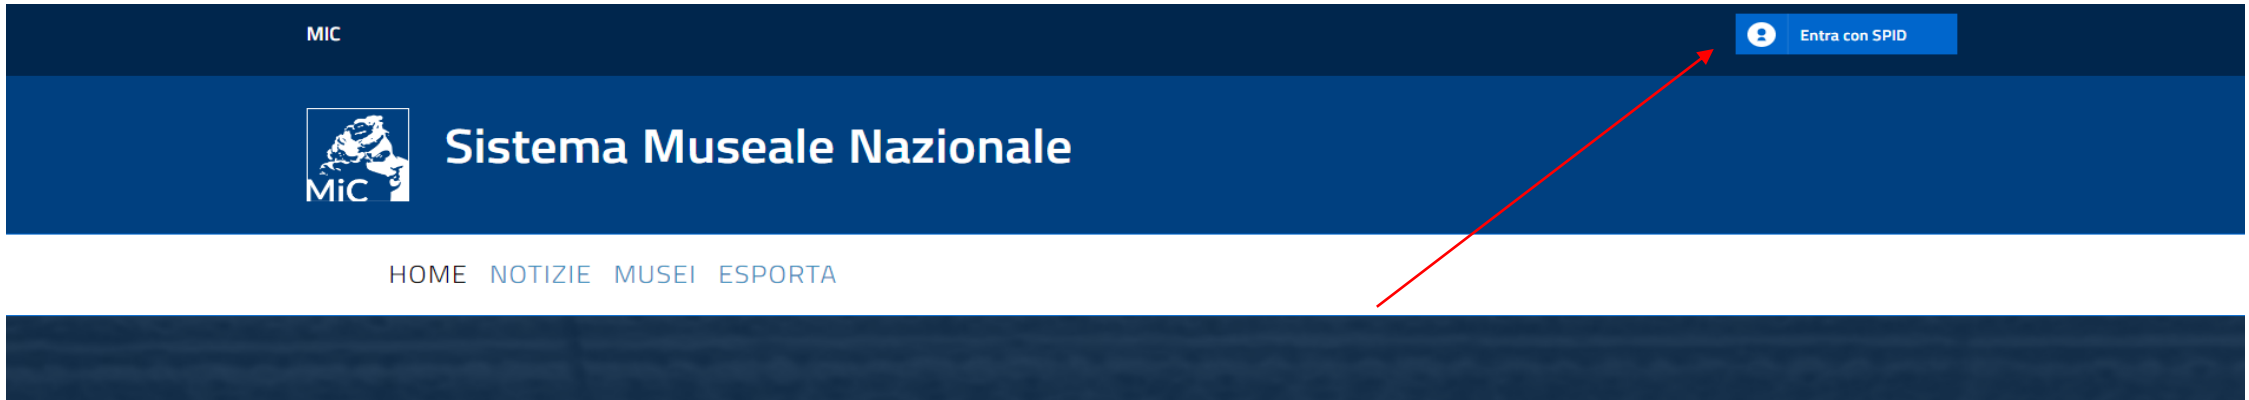 MIC
Entra con SPID
MiC
Sistema Museale Nazionale
HOME NOTIZIE MUSEI ESPORTA